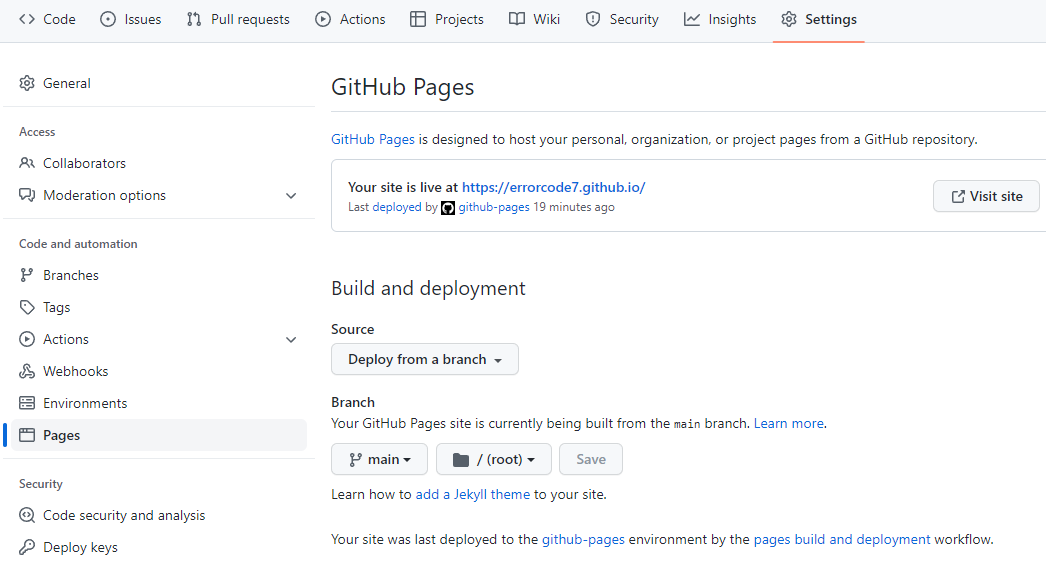 Code Issues Pull requests Actions Projects Wiki Security Insights Settings
General
Access
Collaborators
Moderation options
Code and automation
Branches
Tags
Actions
Webhooks
Environments
Pages
Security
Code security and analysis
Deploy keys
GitHub Pages
GitHub Pages is designed to host your personal, organization, or project pages from a GitHub repository.
Your site is live at https://errorcode7.github.io/
Last deployed by github-pages 19 minutes ago
Visit site
Build and deployment
Source
Deploy from a branch
Branch
Your GitHub Pages site is currently being built from the main branch. Learn more.
main / (root) Save
Learn how to add a Jekyll theme to your site.
Your site was last deployed to the github-pages environment by the pages build and deployment workflow.